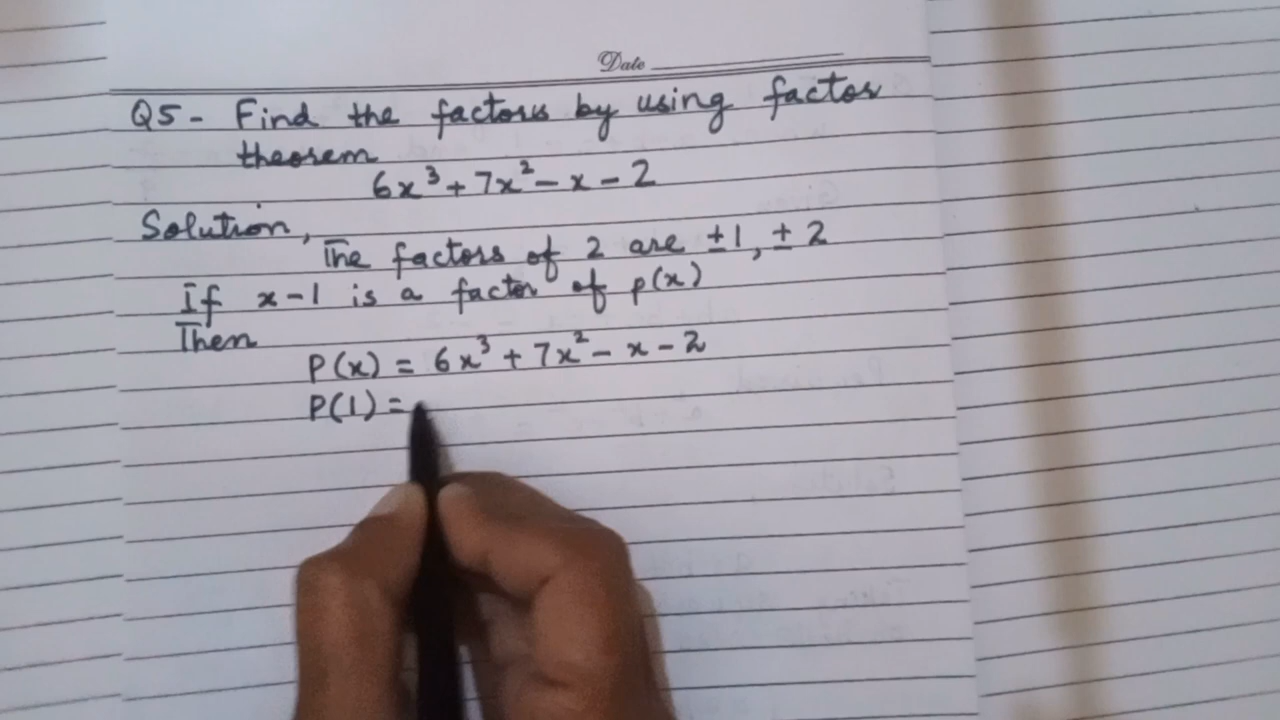 Date
Q5- Find the factors by using factor
theorem
6x³ + 7x² - x - 2
Solution,
The factors of 2 are ±1, ± 2
If x-1 is a factor of p(x)
Then
P(x) = 6x³ + 7x² - x - 2
P(1) =